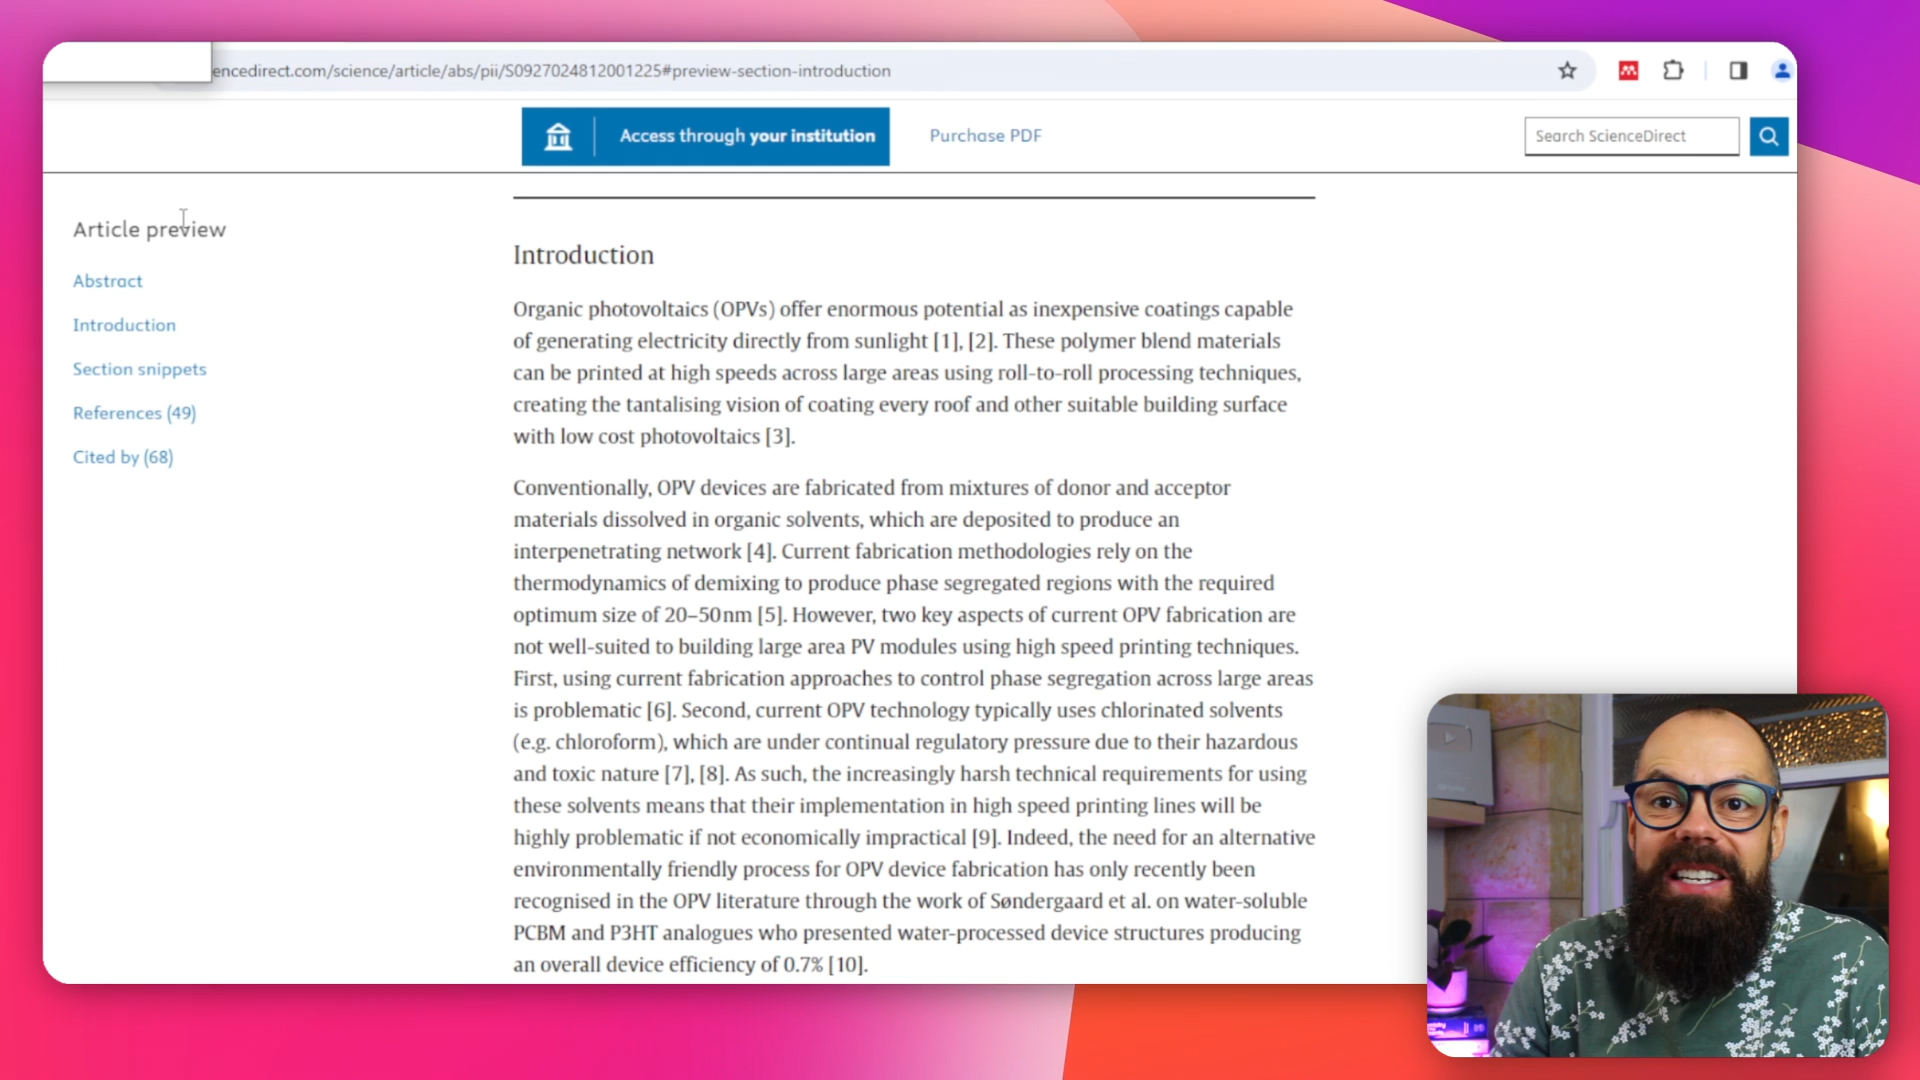 encedirect.com/science/article/abs/pii/S0927024812001225#preview-section-introduction
Access through your institution
Purchase PDF
Search ScienceDirect
Article preview
Abstract
Introduction
Section snippets
References (49)
Cited by (68)
Introduction
Organic photovoltaics (OPVs) offer enormous potential as inexpensive coatings capable
of generating electricity directly from sunlight [1], [2]. These polymer blend materials
can be printed at high speeds across large areas using roll-to-roll processing techniques,
creating the tantalising vision of coating every roof and other suitable building surface
with low cost photovoltaics [3].
Conventionally, OPV devices are fabricated from mixtures of donor and acceptor
materials dissolved in organic solvents, which are deposited to produce an
interpenetrating network [4]. Current fabrication methodologies rely on the
thermodynamics of demixing to produce phase segregated regions with the required
optimum size of 20–50 nm [5]. However, two key aspects of current OPV fabrication are
not well-suited to building large area PV modules using high speed printing techniques.
First, using current fabrication approaches to control phase segregation across large areas
is problematic [6]. Second, current OPV technology typically uses chlorinated solvents
(e.g. chloroform), which are under continual regulatory pressure due to their hazardous
and toxic nature [7], [8]. As such, the increasingly harsh technical requirements for using
these solvents means that their implementation in high speed printing lines will be
highly problematic if not economically impractical [9]. Indeed, the need for an alternative
environmentally friendly process for OPV device fabrication has only recently been
recognised in the OPV literature through the work of Søndergaard et al. on water-soluble
PCBM and P3HT analogues who presented water-processed device structures producing
an overall device efficiency of 0.7% [10].